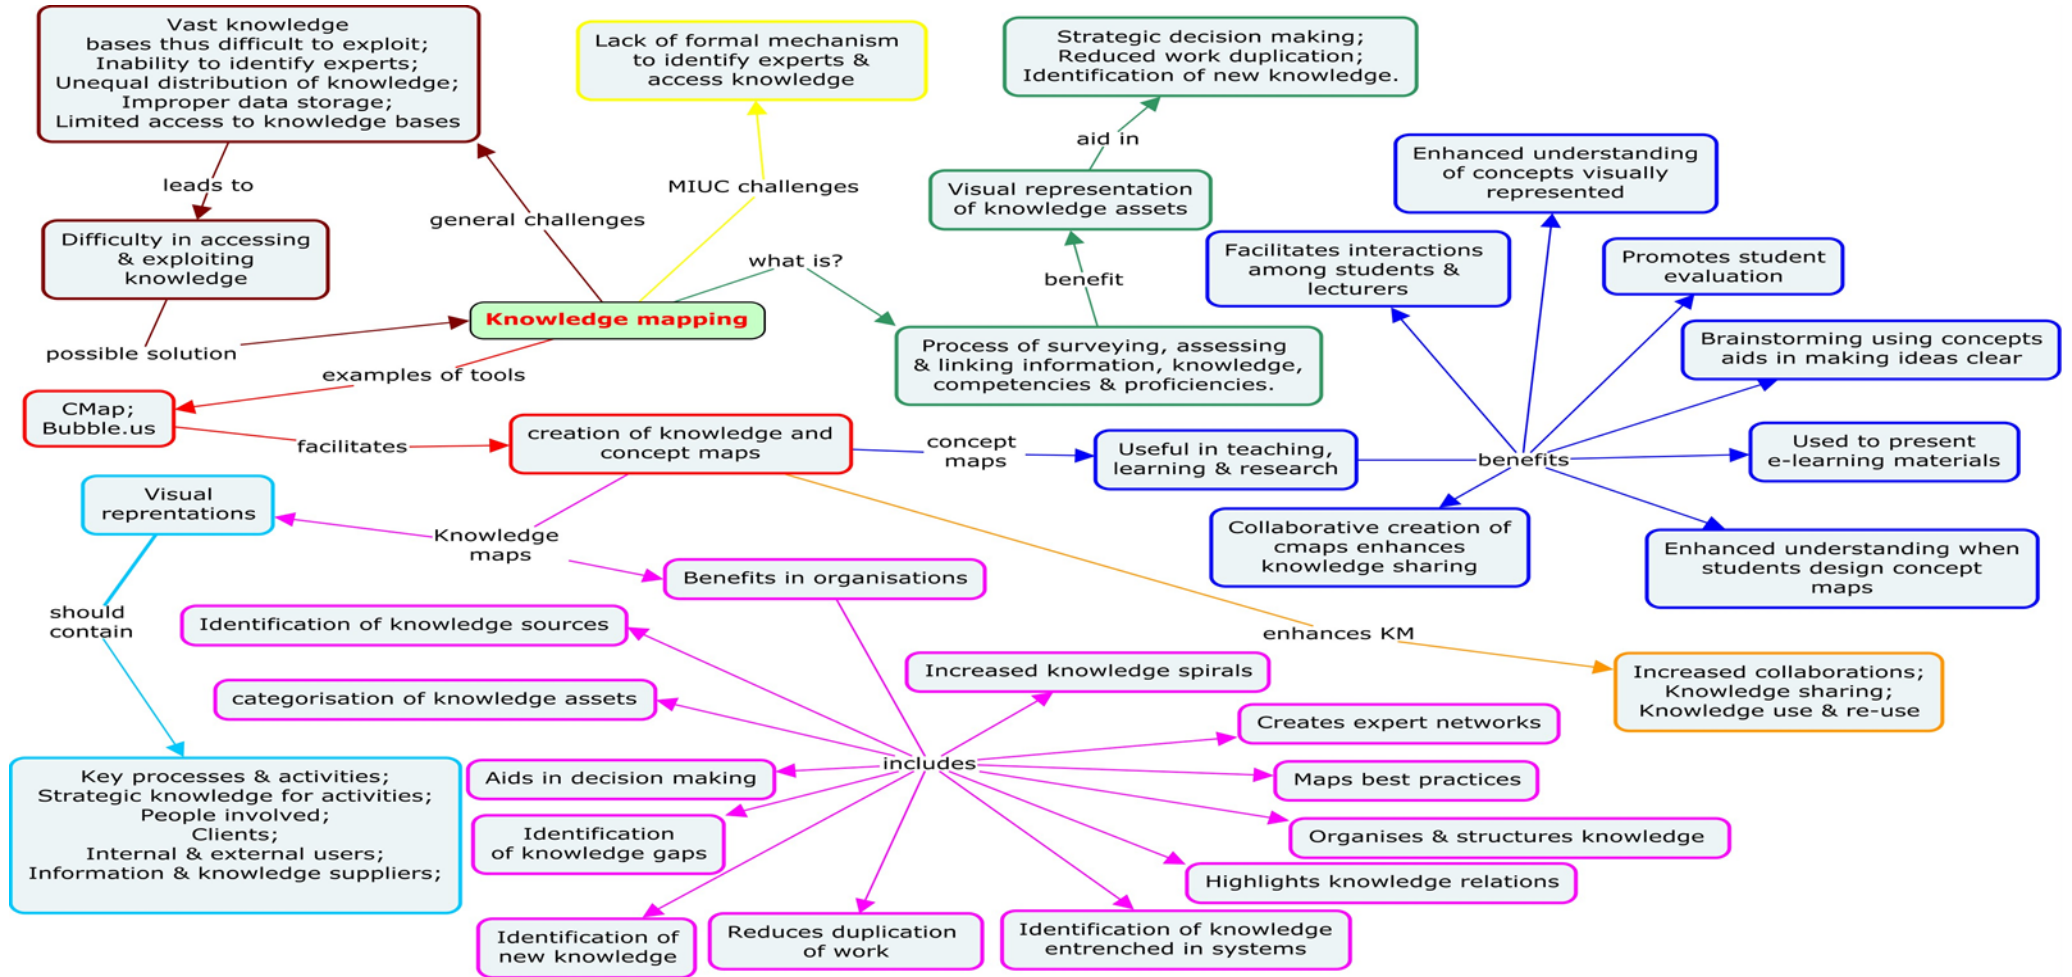 Vast knowledge
bases thus difficult to exploit;
Inability to identify experts;
Unequal distribution of knowledge;
Improper data storage;
Limited access to knowledge bases
leads to
Difficulty in accessing
& exploiting
knowledge
possible solution
general challenges
Lack of formal mechanism
to identify experts &
access knowledge
MIUC challenges
what is?
Knowledge mapping
Strategic decision making;
Reduced work duplication;
Identification of new knowledge.
aid in
Visual representation
of knowledge assets
benefit
Process of surveying, assessing
& linking information, knowledge,
competencies & proficiencies.
examples of tools
CMap;
Bubble.us
facilitates
creation of knowledge and
concept maps
concept
maps
Useful in teaching,
learning & research
benefits
Enhanced understanding
of concepts visually
represented
Facilitates interactions
among students &
lecturers
Promotes student
evaluation
Brainstorming using concepts
aids in making ideas clear
Used to present
e-learning materials
Collaborative creation of
cmaps enhances
knowledge sharing
Enhanced understanding when
students design concept
maps
Visual
reprentations
Knowledge
maps
should
contain
Key processes & activities;
Strategic knowledge for activities;
People involved;
Clients;
Internal & external users;
Information & knowledge suppliers;
Benefits in organisations
enhances KM
Increased collaborations;
Knowledge sharing;
Knowledge use & re-use
includes
Identification of knowledge sources
categorisation of knowledge assets
Aids in decision making
Identification
of knowledge gaps
Identification of
new knowledge
Reduces duplication
of work
Identification of knowledge
entrenched in systems
Highlights knowledge relations
Organises & structures knowledge
Maps best practices
Creates expert networks
Increased knowledge spirals